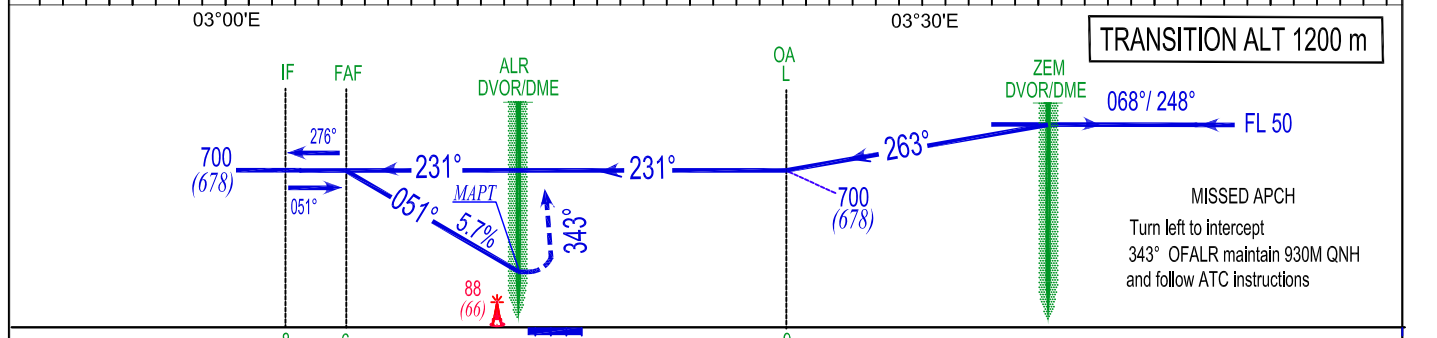 03°00'E
03°30'E
TRANSITION ALT 1200 m
IF
FAF
ALR
DVOR/DME
OA
L
ZEM
DVOR/DME
068°/ 248°
FL 50
276°
700
(678)
231°
231°
263°
051°
051°
MAPT
5.7%
343°
700
(678)
88
(66)
MISSED APCH
Turn left to intercept
343° OFALR maintain 930M QNH
and follow ATC instructions